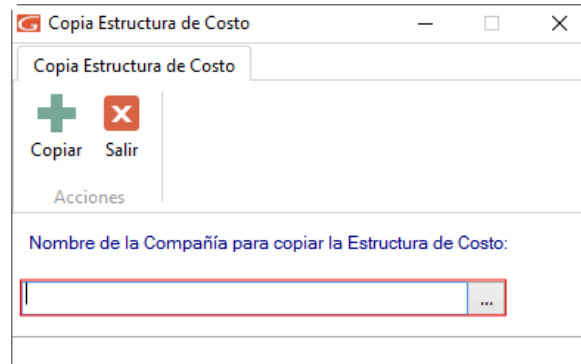 G Copia Estructura de Costo
Copia Estructura de Costo
Copiar Salir
Acciones
Nombre de la Compañía para copiar la Estructura de Costo:
...